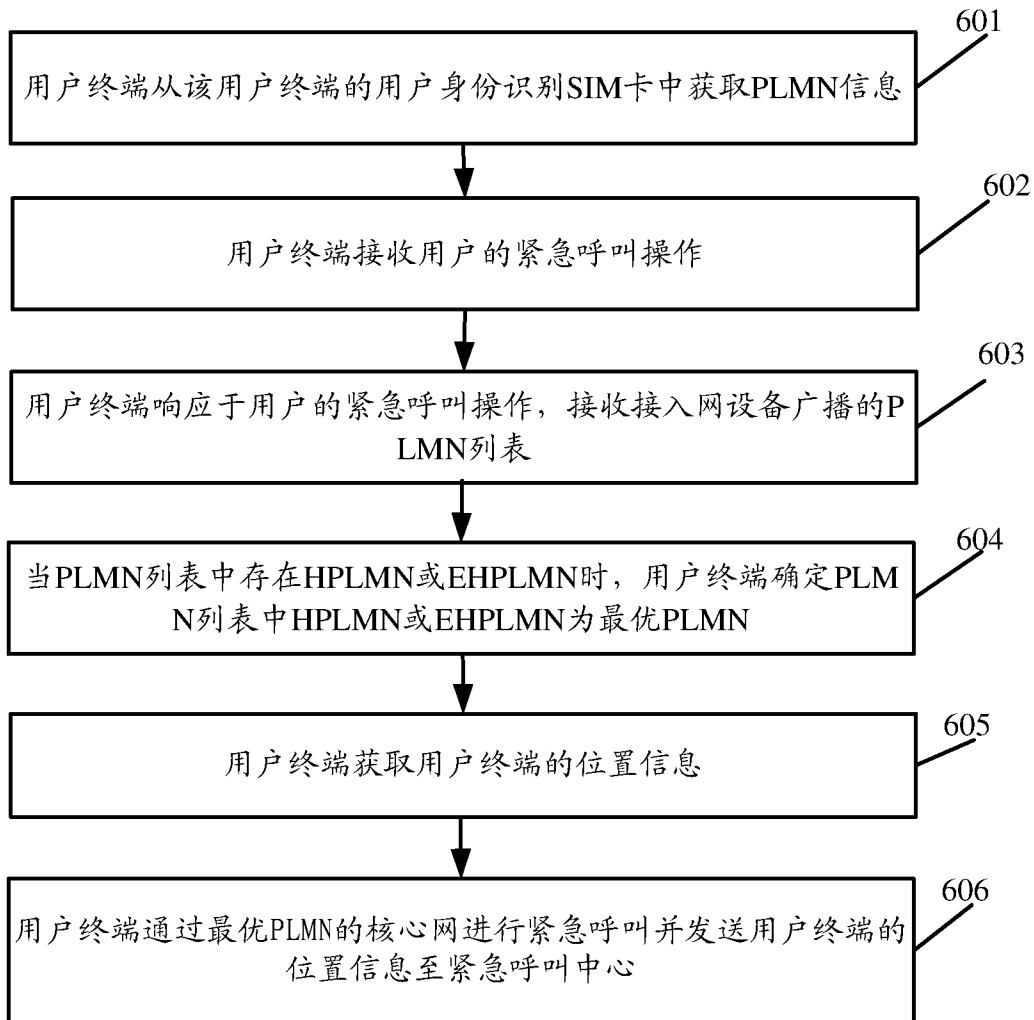 601
用户终端从该用户终端的用户身份识别SIM卡中获取PLMN信息
602
用户终端接收用户的紧急呼叫操作
603
用户终端响应于用户的紧急呼叫操作，接收接入网设备广播的P
LMN列表
604
当PLMN列表中存在HPLMN或EHPLMN时，用户终端确定PLM
N列表中HPLMN或EHPLMN为最优PLMN
605
用户终端获取用户终端的位置信息
606
用户终端通过最优PLMN的核心网进行紧急呼叫并发送用户终端的
位置信息至紧急呼叫中心